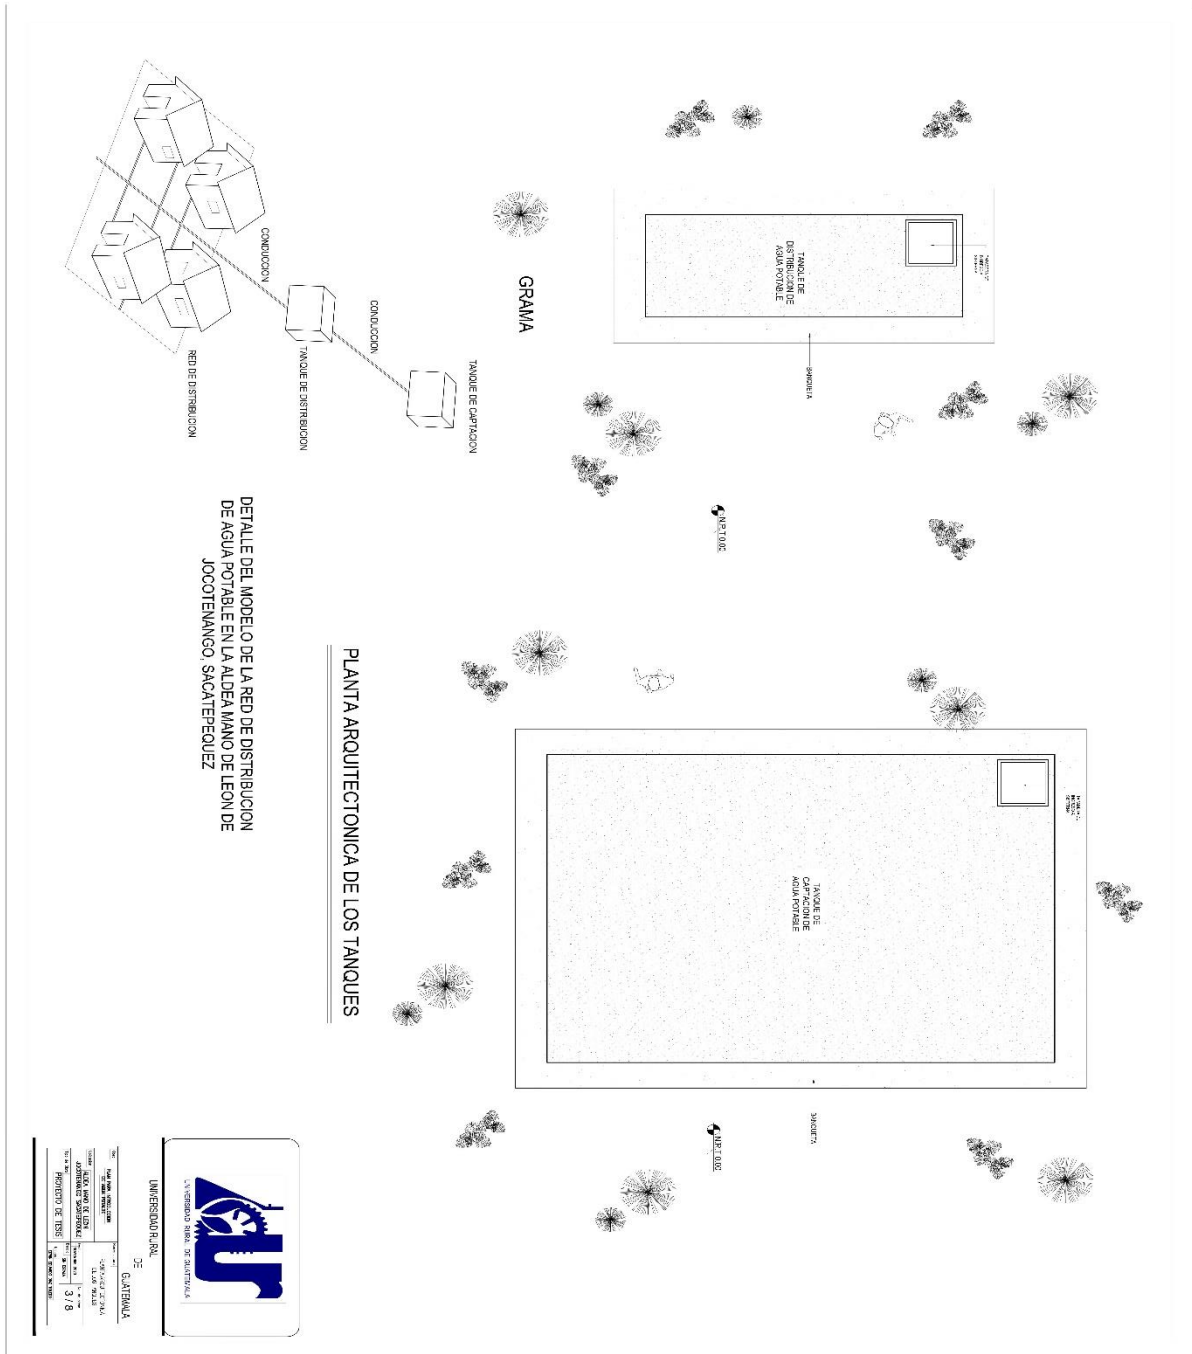 TANQUE DE
DISTRIBUCION DE
AGUA POTABLE
BANQUETA
GRAMA
CONDUCCION
CONDUCCION
TANQUE DE CAPTACION
TANQUE DE DISTRIBUCION
RED DE DISTRIBUCION
N.P.T 0.00
DETALLE DEL MODELO DE LA RED DE DISTRIBUCION
DE AGUA POTABLE EN LA ALDEA MANO DE LEON DE
JOCOTENANGO, SACATEPEQUEZ
PLANTA ARQUITECTONICA DE LOS TANQUES
TANQUE DE
CAPTACION DE
AGUA POTABLE
BANQUETA
N.P.T 0.00
ur
UNIVERSIDAD RURAL DE GUATEMALA
UNIVERSIDAD RURAL
DE
GUATEMALA
ALDEA MANO DE LEON
JOCOTENANGO SACATEPEQUEZ
PROYECTO DE TESIS
3 / 8